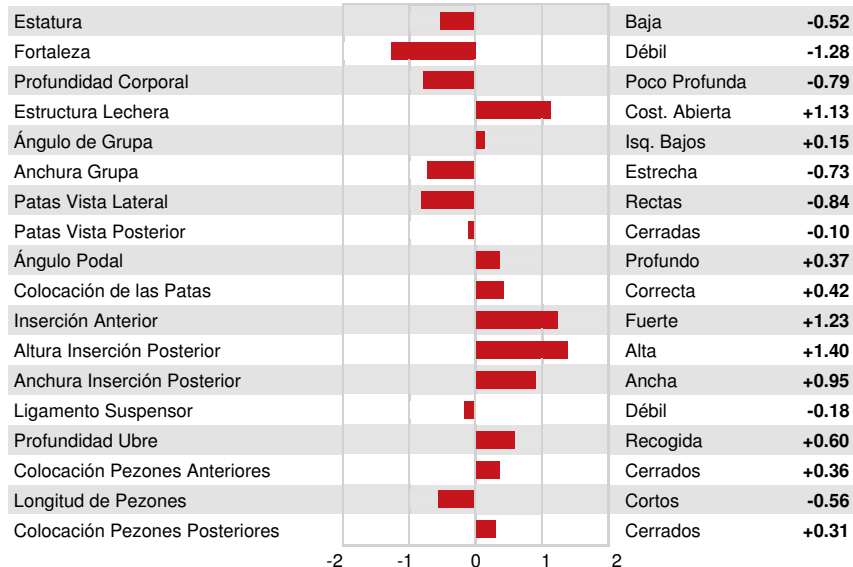 Estatura Baja -0.52
Fortaleza Débil -1.28
Profundidad Corporal Poco Profunda -0.79
Estructura Lechera Cost. Abierta +1.13
Ángulo de Grupa Isq. Bajos +0.15
Anchura Grupa Estrecha -0.73
Patas Vista Lateral Rectas -0.84
Patas Vista Posterior Cerradas -0.10
Ángulo Podal Profundo +0.37
Colocación de las Patas Correcta +0.42
Inserción Anterior Fuerte +1.23
Altura Inserción Posterior Alta +1.40
Anchura Inserción Posterior Ancha +0.95
Ligamento Suspensor Débil -0.18
Profundidad Ubre Recogida +0.60
Colocación Pezones Anteriores Cerrados +0.36
Longitud de Pezones Cortos -0.56
Colocación Pezones Posteriores Cerrados +0.31
-2 -1 0 1 2